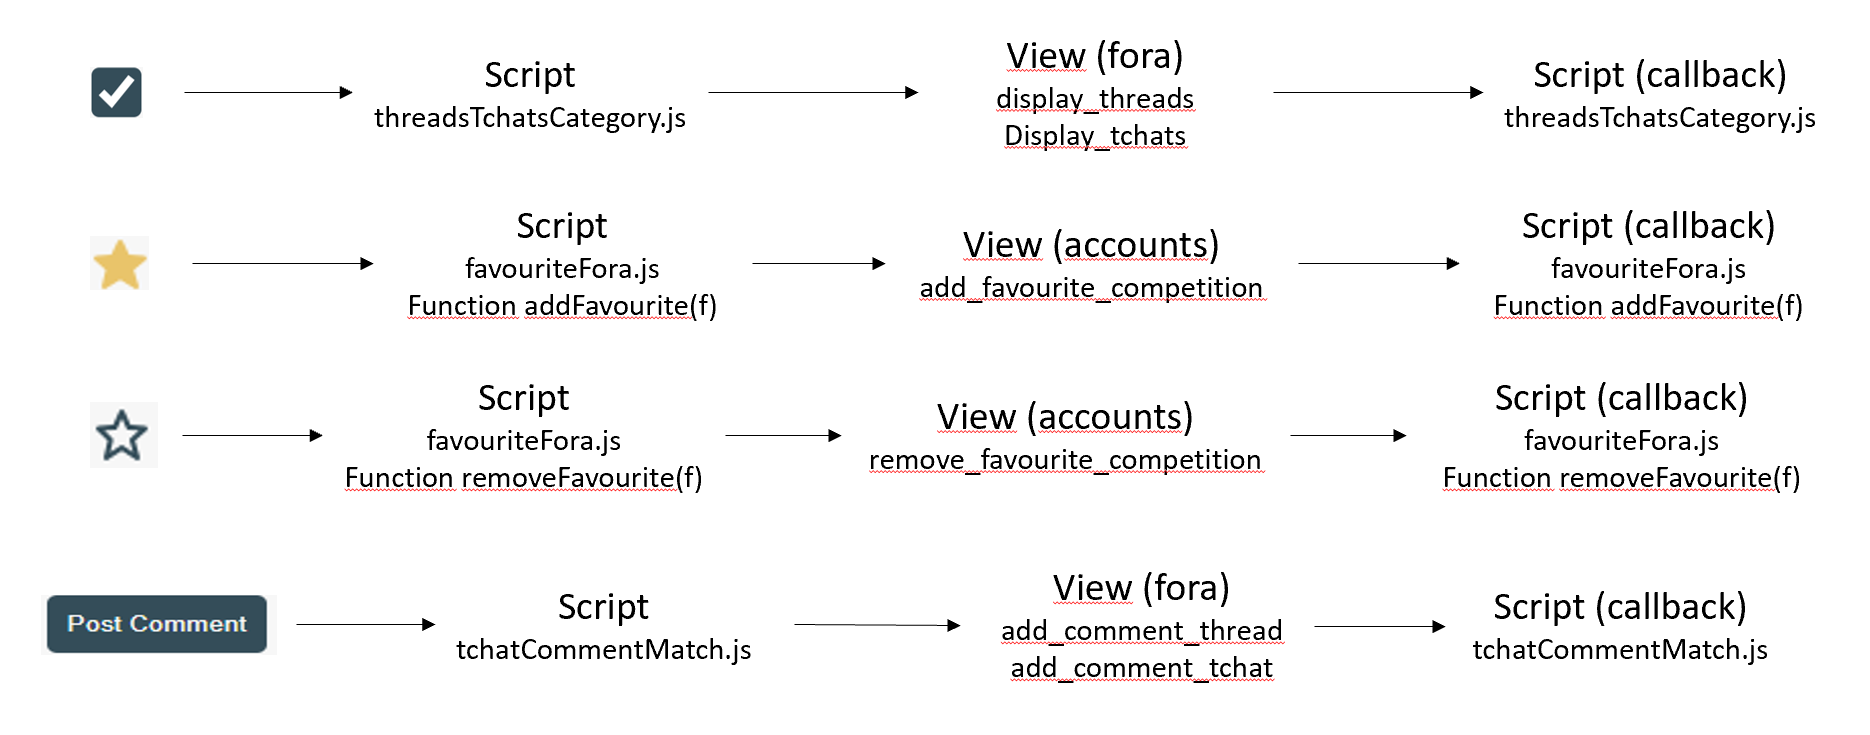 Script
threadsTchatsCategory.js
View (fora)
display_threads
Display_tchats
Script (callback)
threadsTchatsCategory.js
Script
favouriteFora.js
Function addFavourite(f)
View (accounts)
add_favourite_competition
Script (callback)
favouriteFora.js
Function addFavourite(f)
Script
favouriteFora.js
Function removeFavourite(f)
View (accounts)
remove_favourite_competition
Script (callback)
favouriteFora.js
Function removeFavourite(f)
Post Comment
Script
tchatCommentMatch.js
View (fora)
add_comment_thread
add_comment_tchat
Script (callback)
tchatCommentMatch.js